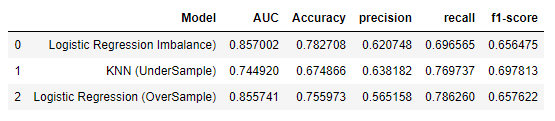 Model AUC Accuracy precision recall f1-score
0 Logistic Regression Imbalance) 0.857002 0.782708 0.620748 0.696565 0.656475
1 KNN (UnderSample) 0.744920 0.674866 0.638182 0.769737 0.697813
2 Logistic Regression (OverSample) 0.855741 0.755973 0.565158 0.786260 0.657622